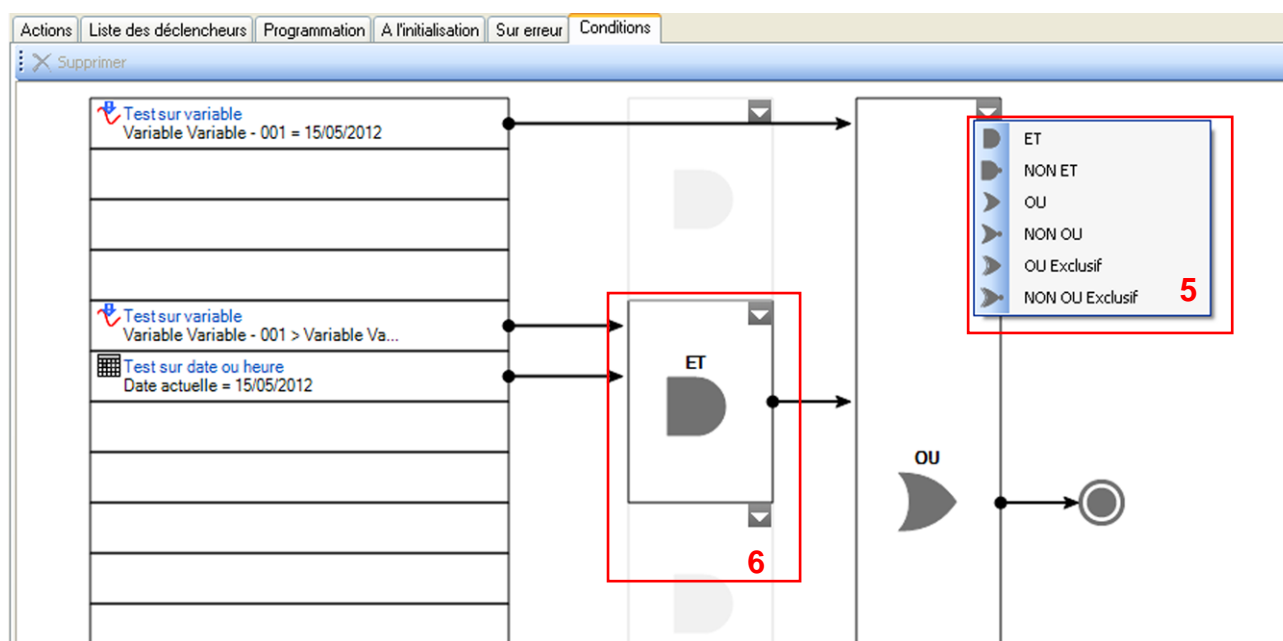 Actions Liste des déclencheurs Programmation A l'initialisation Sur erreur Conditions
Supprimer
Test sur variable
Variable Variable - 001 = 15/05/2012
ET
NON ET
OU
NON OU
OU Exclusif
NON OU Exclusif
5
Test sur variable
Variable Variable - 001 > Variable Va...
Test sur date ou heure
Date actuelle = 15/05/2012
ET
OU
6